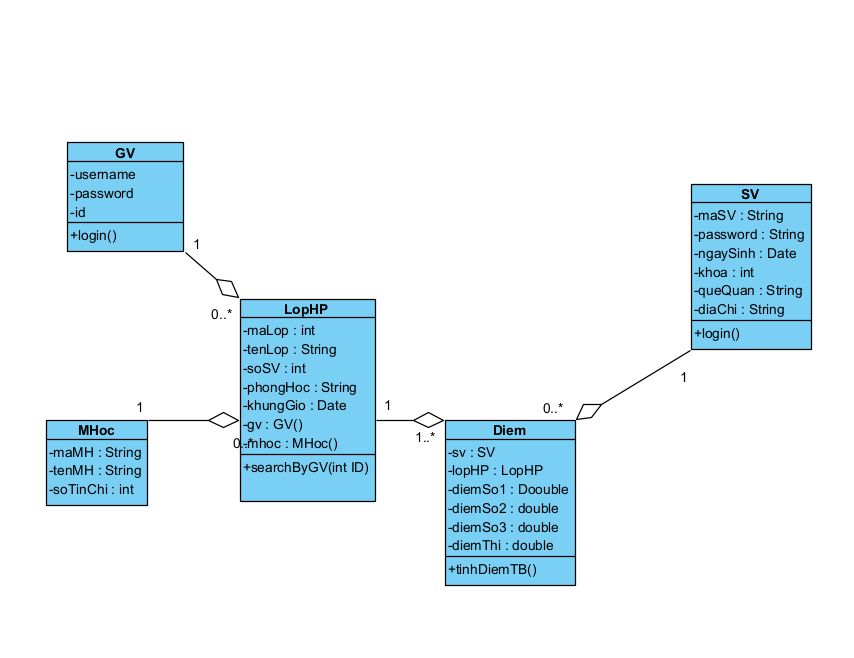 GV
-username
-password
-id
+login()
1
0..*
SV
-maSV : String
-password : String
-ngaySinh : Date
-khoa : int
-queQuan : String
-diaChi : String
+login()
1
0..*
LopHP
-maLop : int
-tenLop : String
-soSV : int
-phongHoc : String
-khungGio : Date
-gv : GV()
-mhoc : MHoc()
+searchByGV(int ID)
1
0..*
MHoc
-maMH : String
-tenMH : String
-soTinChi : int
1
1..*
Diem
-sv : SV
-lopHP : LopHP
-diemSo1 : Doouble
-diemSo2 : double
-diemSo3 : double
-diemThi : double
+tinhDiemTB()